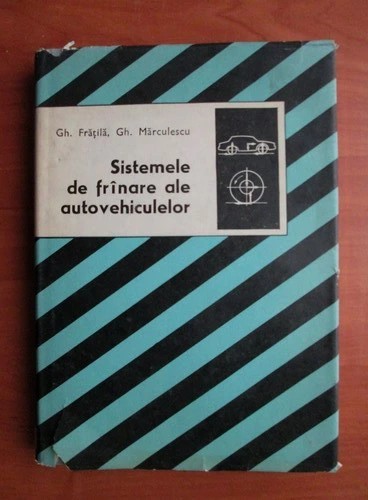 Gh. Frățilă, Gh. Mărculescu
Sistemele
de frînare ale
autovehiculelor